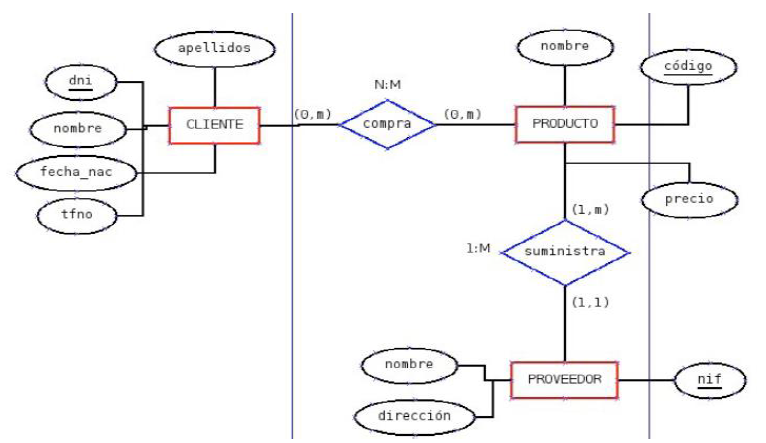 apellidos
dni
nombre
fecha_nac
tfno
CLIENTE
(0,m)
N:M
compra
(0,m)
nombre
código
PRODUCTO
precio
(1,m)
1:M
suministra
(1,1)
nombre
dirección
PROVEEDOR
nif